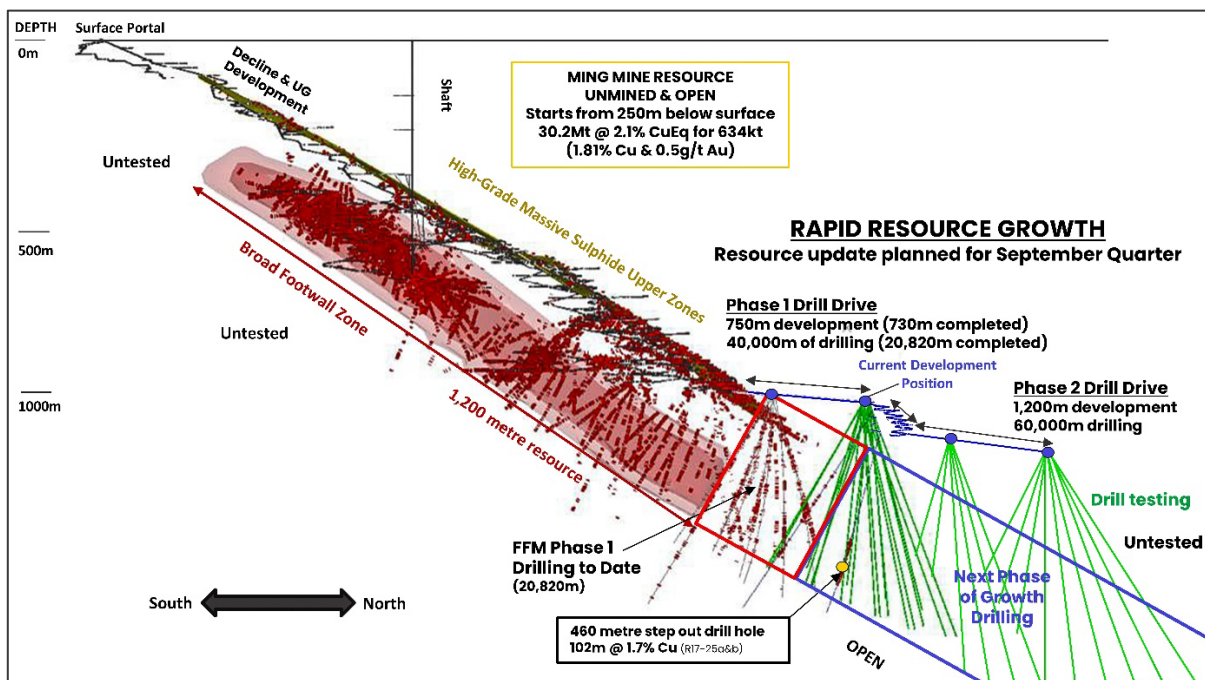 DEPTH
Surface Portal
0m
Decline & UG
Development
Shaft
MING MINE RESOURCE
UNMINED & OPEN
Starts from 250m below surface
30.2Mt @ 2.1% CuEq for 634kt
(1.81% Cu & 0.5g/t Au)
Untested
High-Grade Massive Sulphide Upper Zones
RAPID RESOURCE GROWTH
Resource update planned for September Quarter
500m
Broad Footwall Zone
Untested
Phase 1 Drill Drive
750m development (730m completed)
40,000m of drilling (20,820m completed)
Current Development
Position
Phase 2 Drill Drive
1,200m development
60,000m drilling
1000m
1,200 metre resource
Drill testing
Untested
FFM Phase 1
Drilling to Date
(20,820m)
Next Phase
of Growth
Drilling
South
North
460 metre step out drill hole
102m @ 1.7% Cu (R17-25a&b)
OPEN